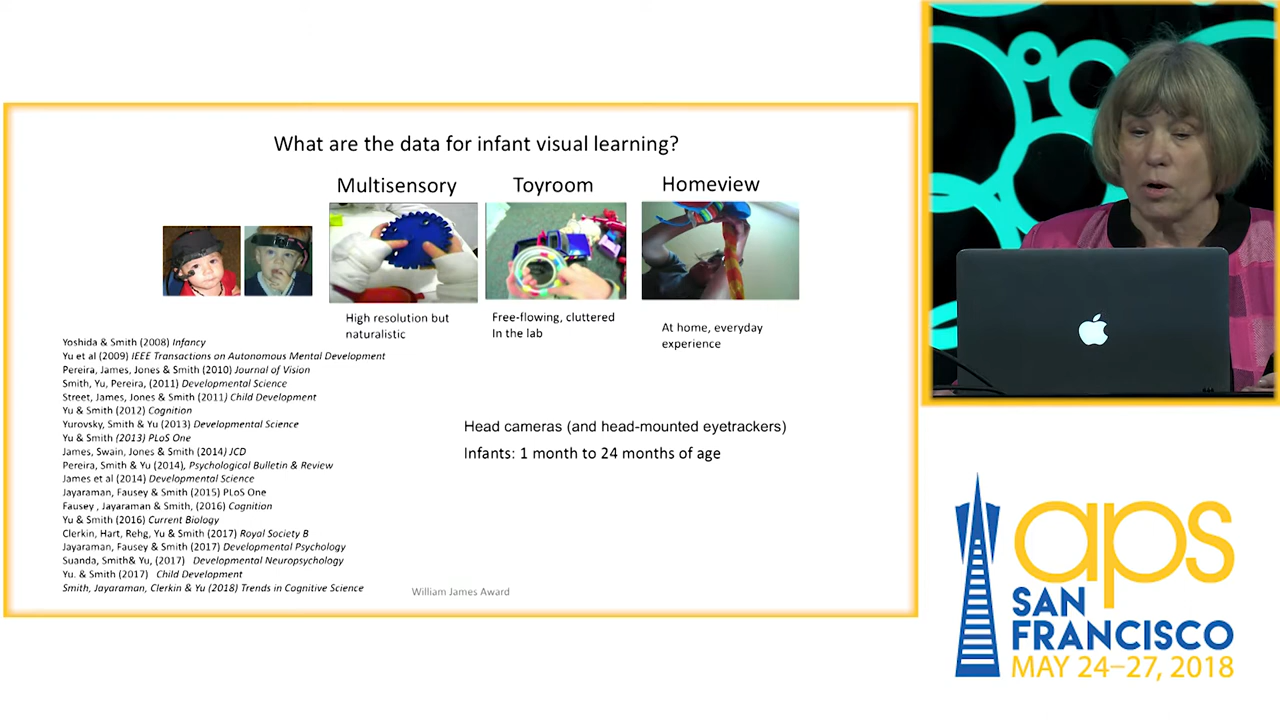 What are the data for infant visual learning?
Multisensory
Toyroom
Homeview
High resolution but
naturalistic
Free-flowing, cluttered
In the lab
At home, everyday
experience
Yoshida & Smith (2008) Infancy
Yu et al (2009) IEEE Transactions on Autonomous Mental Development
Pereira, James, Jones & Smith (2010) Journal of Vision
Smith, Yu, Pereira, (2011) Developmental Science
Street, James, Jones & Smith (2011) Child Development
Yu & Smith (2012) Cognition
Yurovsky, Smith & Yu (2013) Developmental Science
Yu & Smith (2013) PLoS One
James, Swain, Jones & Smith (2014) JCD
Pereira, Smith & Yu (2014), Psychological Bulletin & Review
James et al (2014) Developmental Science
Jayaraman, Fausey & Smith (2015) PLoS One
Fausey , Jayaraman & Smith, (2016) Cognition
Yu & Smith (2016) Current Biology
Clerkin, Hart, Rehg, Yu & Smith (2017) Royal Society B
Jayaraman, Fausey & Smith (2017) Developmental Psychology
Suanda, Smith& Yu, (2017) Developmental Neuropsychology
Yu. & Smith (2017) Child Development
Smith, Jayaraman, Clerkin & Yu (2018) Trends in Cognitive Science
Head cameras (and head-mounted eyetrackers)
Infants: 1 month to 24 months of age
William James Award
aps
SAN
FRANCISCO
MAY 24–27, 2018